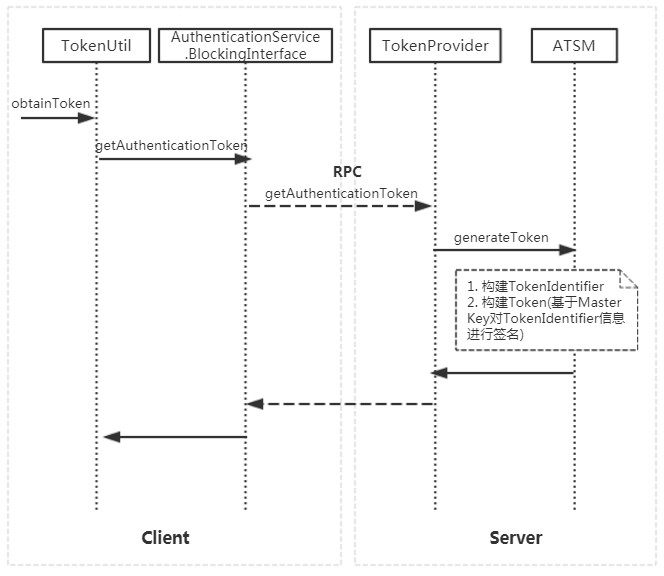 TokenUtil
AuthenticationService
.BlockingInterface
TokenProvider
ATSM
obtainToken
getAuthenticationToken
RPC
getAuthenticationToken
generateToken
1. 构建TokenIdentifier
2. 构建Token(基于Master
Key对TokenIdentifier信息
进行签名)
Client
Server